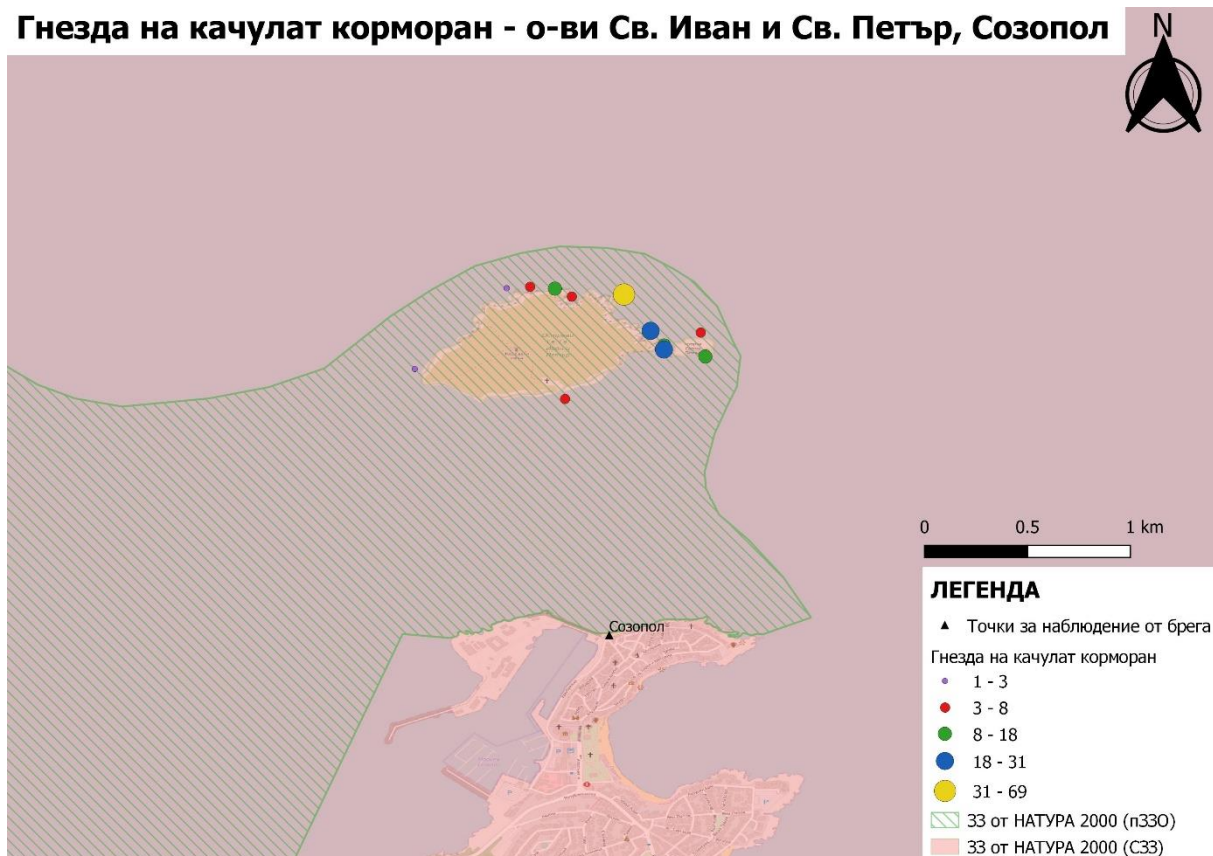 Гнезда на качулат корморан - о-ви Св. Иван и Св. Петър, Созопол
N
0 0.5 1 km
Созопол
ЛЕГЕНДА
Точки за наблюдение от брега
Гнезда на качулат корморан
1 - 3
3 - 8
8 - 18
18 - 31
31 - 69
ЗЗ от НАТУРА 2000 (пЗЗО)
ЗЗ от НАТУРА 2000 (СЗЗ)